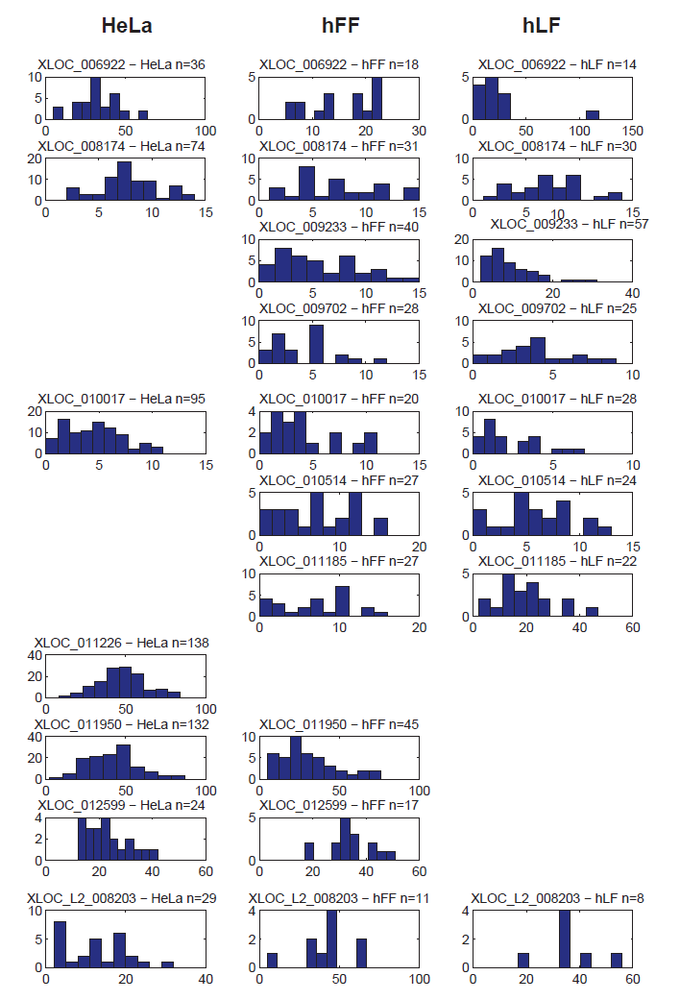 HeLa hFF hLF
XLOC_006922 – HeLa n=36 XLOC_006922 – hFF n=18 XLOC_006922 – hLF n=14
10 5 5
5
0 0 0
0 50 100 0 10 20 30 0 50 100 150
XLOC_008174 – HeLa n=74 XLOC_008174 – hFF n=31 XLOC_008174 – hLF n=30
20 10 10
10 5 5
0 0 0
0 5 10 15 0 5 10 15 0 5 10 15
XLOC_009233 – hFF n=40 XLOC_009233 – hLF n=57
10 20
5 10
0 0
0 5 10 15 0 20 40
XLOC_009702 – hFF n=28 XLOC_009702 – hLF n=25
10 10
5 5
0 0
0 5 10 15 0 5 10
XLOC_010017 – HeLa n=95 XLOC_010017 – hFF n=20 XLOC_010017 – hLF n=28
20 4 10
10 2 5
0 0 0
0 5 10 15 0 5 10 15 0 5 10
XLOC_010514 – hFF n=27 XLOC_010514 – hLF n=24
5 5
0 0
0 10 20 0 5 10 15
XLOC_011185 – hFF n=27 XLOC_011185 – hLF n=22
10 5
5
0 0
0 10 20 0 20 40 60
XLOC_011226 – HeLa n=138
40
20
0
0 50 100
XLOC_011950 – HeLa n=132 XLOC_011950 – hFF n=45
40 10
20 5
0 0
0 50 100 0 50 100
XLOC_012599 – HeLa n=24 XLOC_012599 – hFF n=17
4 5
2
0 0
0 20 40 60 0 20 40 60
XLOC_L2_008203 – HeLa n=29 XLOC_L2_008203 – hFF n=11 XLOC_L2_008203 – hLF n=8
10 4 4
5 2 2
0 0 0
0 20 40 0 50 100 0 20 40 60